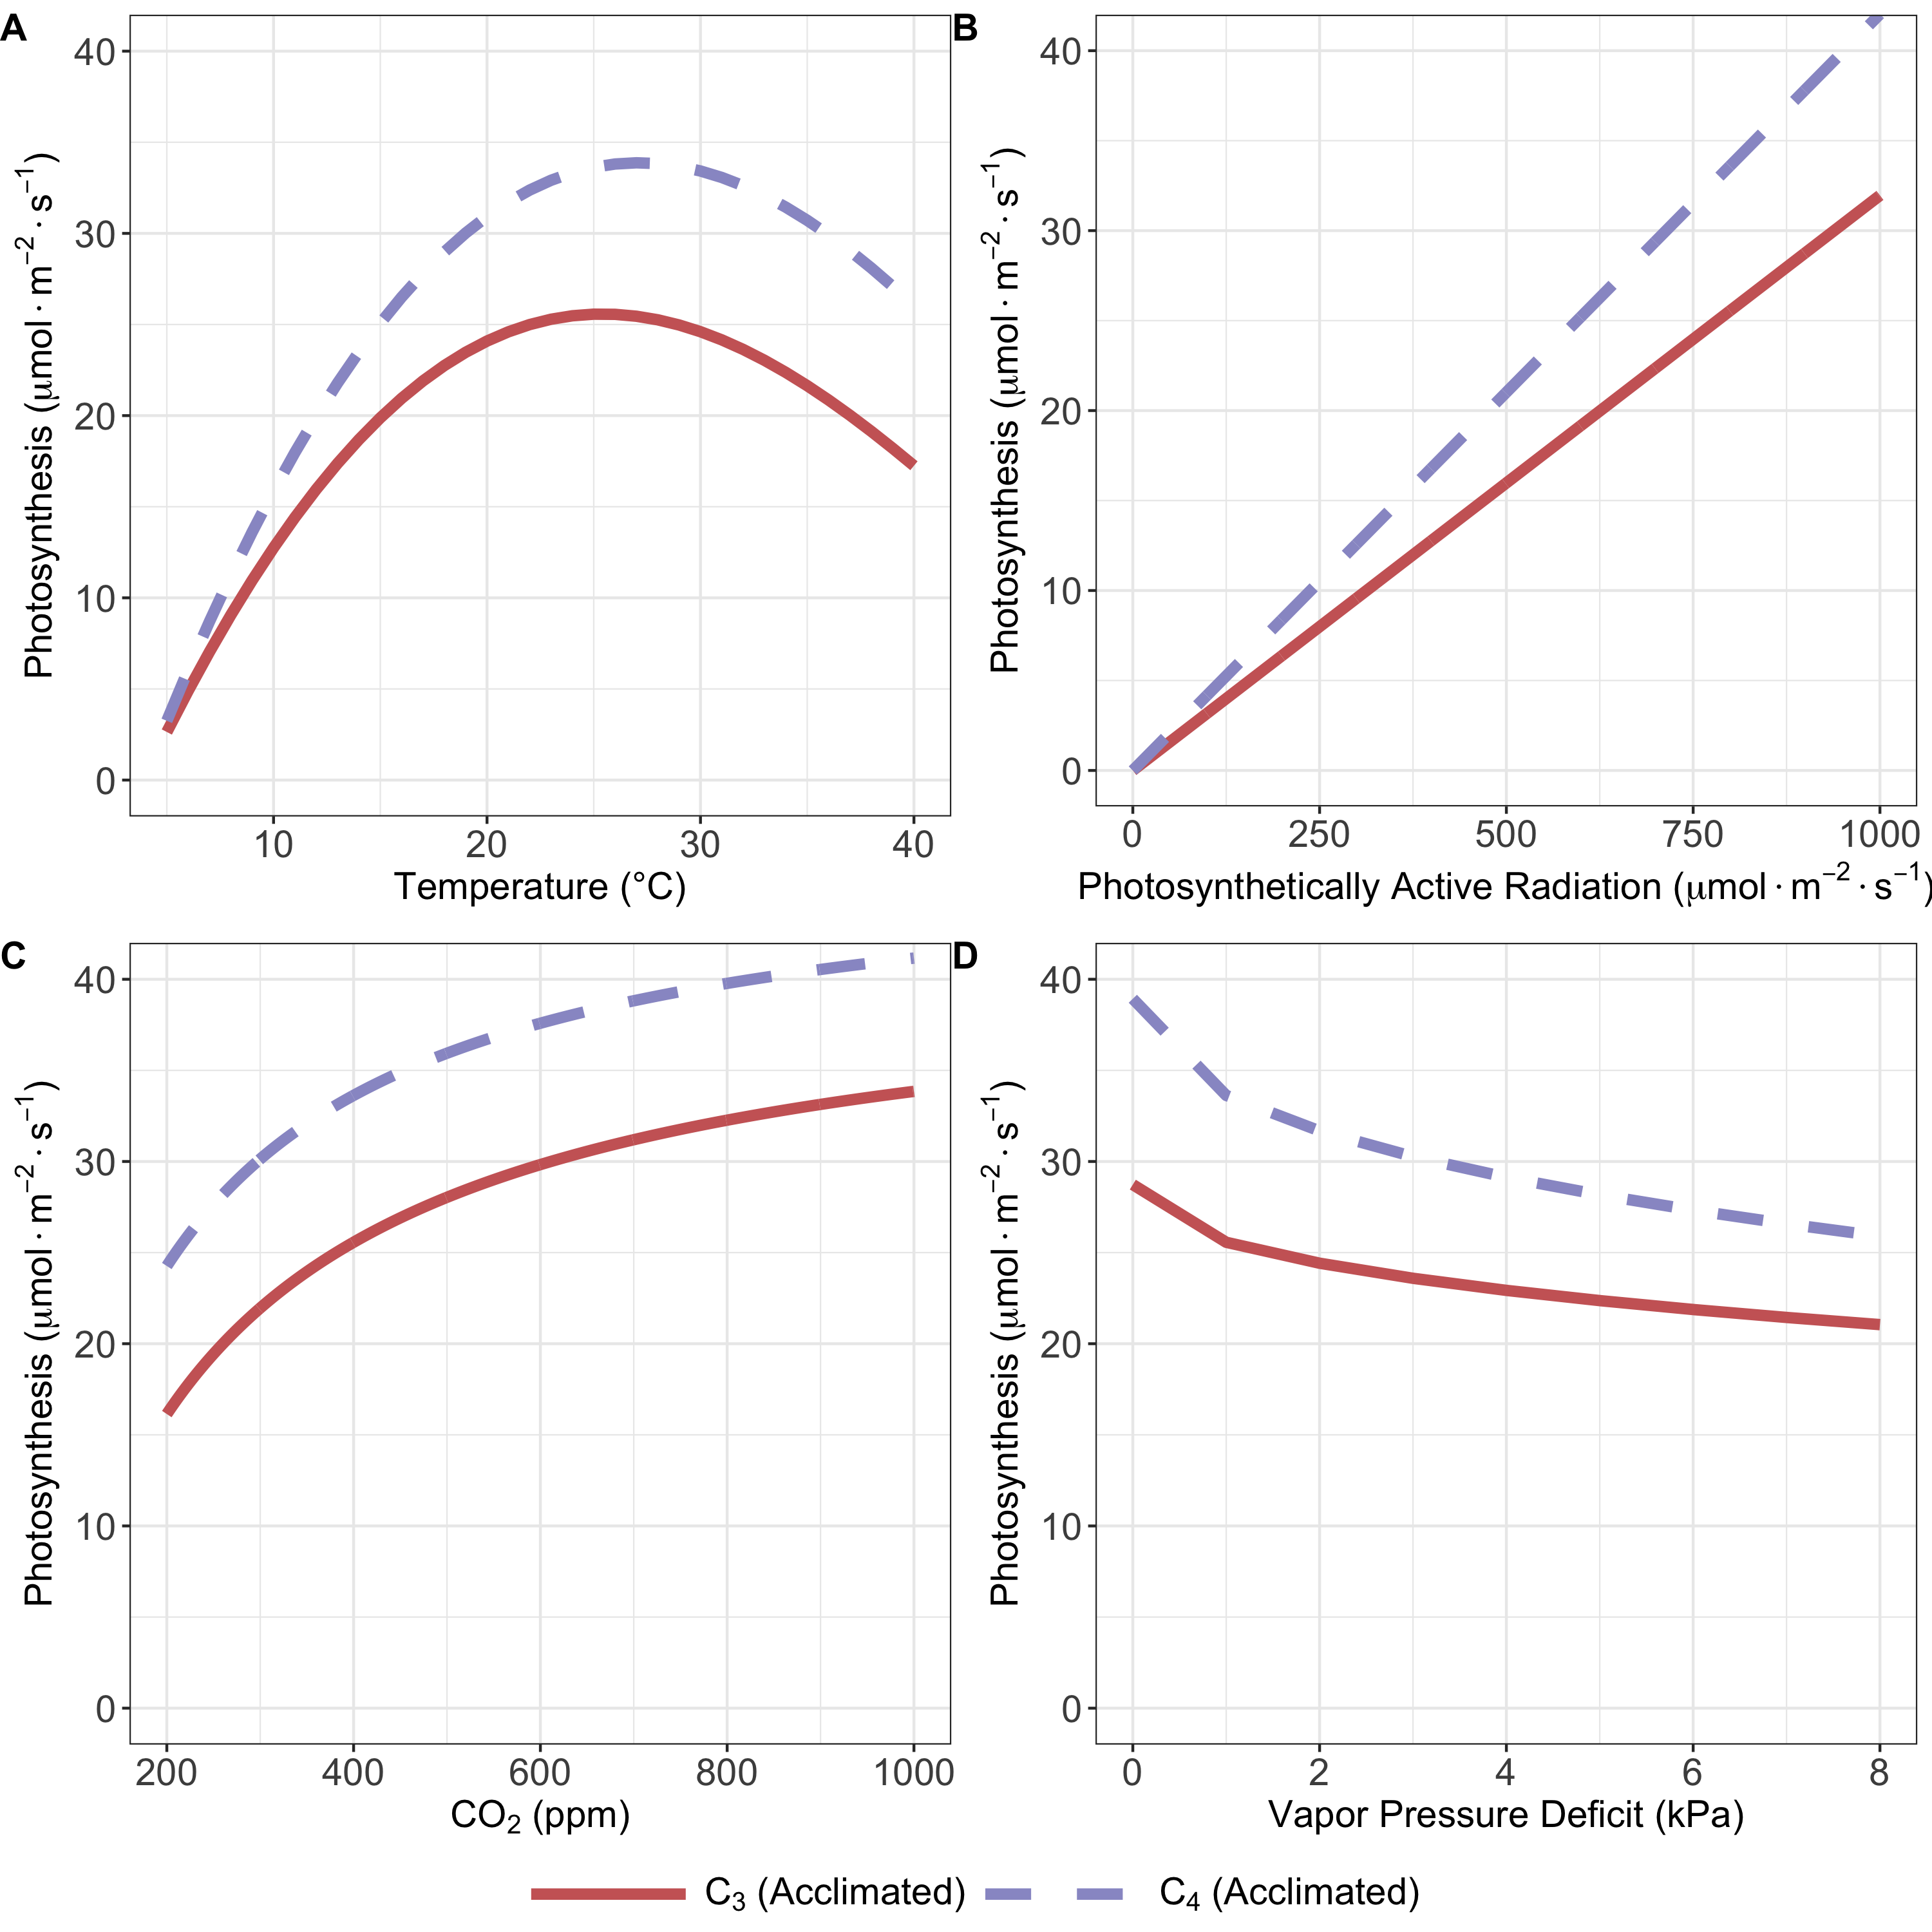 A
Photosynthesis (μmol · m⁻² · s⁻¹)
40
30
20
10
0
10 20 30 40
Temperature (°C)
B
Photosynthesis (μmol · m⁻² · s⁻¹)
40
30
20
10
0
0 250 500 750 1000
Photosynthetically Active Radiation (μmol · m⁻² · s⁻¹)
C
Photosynthesis (μmol · m⁻² · s⁻¹)
40
30
20
10
0
200 400 600 800 1000
CO₂ (ppm)
D
Photosynthesis (μmol · m⁻² · s⁻¹)
40
30
20
10
0
0 2 4 6 8
Vapor Pressure Deficit (kPa)
C₃ (Acclimated) C₄ (Acclimated)